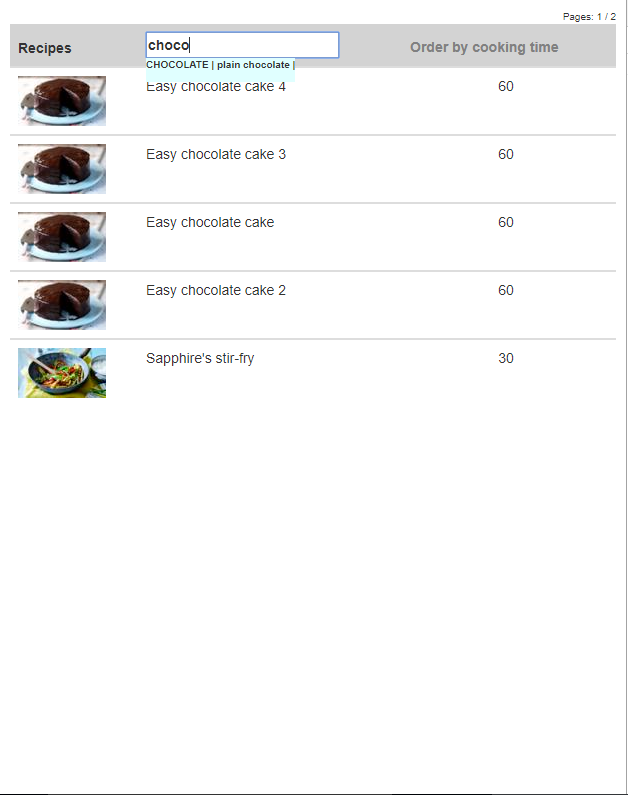 Pages: 1 / 2
Recipes choco Order by cooking time
CHOCOLATE | plain chocolate |
Easy chocolate cake 4 60
Easy chocolate cake 3 60
Easy chocolate cake 60
Easy chocolate cake 2 60
Sapphire's stir-fry 30